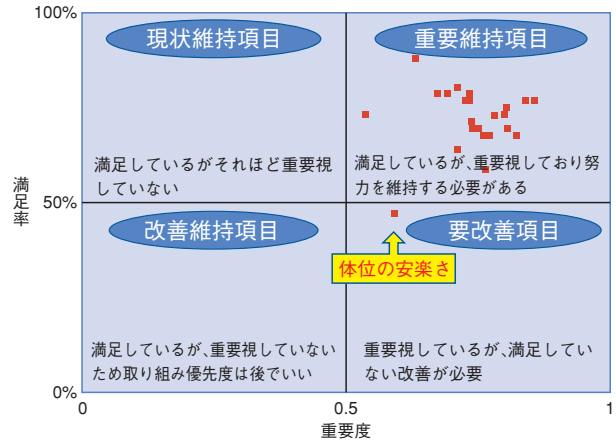 100%
現状維持項目
重要維持項目
満足しているがそれほど重要視
していない
満足しているが、重要視しており努
力を維持する必要がある
満足率
50%
改善維持項目
要改善項目
体位の安楽さ
満足しているが、重要視していない
ため取り組み優先度は後でいい
重要視しているが、満足してい
ない改善が必要
0%
0
0.5
1
重要度